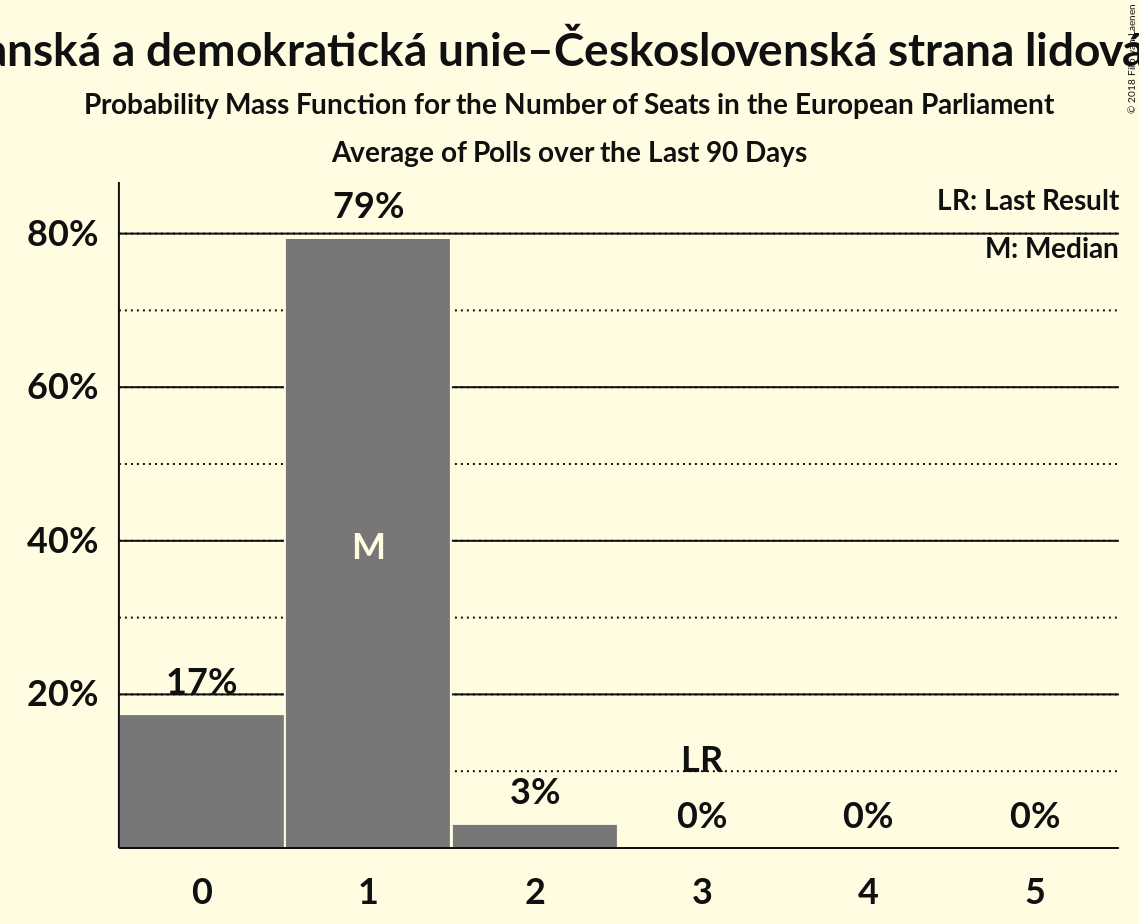 anská a demokratická unie–Československá strana lidová
Probability Mass Function for the Number of Seats in the European Parliament
Average of Polls over the Last 90 Days
LR: Last Result
M: Median
80%
60%
40%
20%
17%
79%
M
3%
LR
0%
0%
0%
0 1 2 3 4 5
© 2018